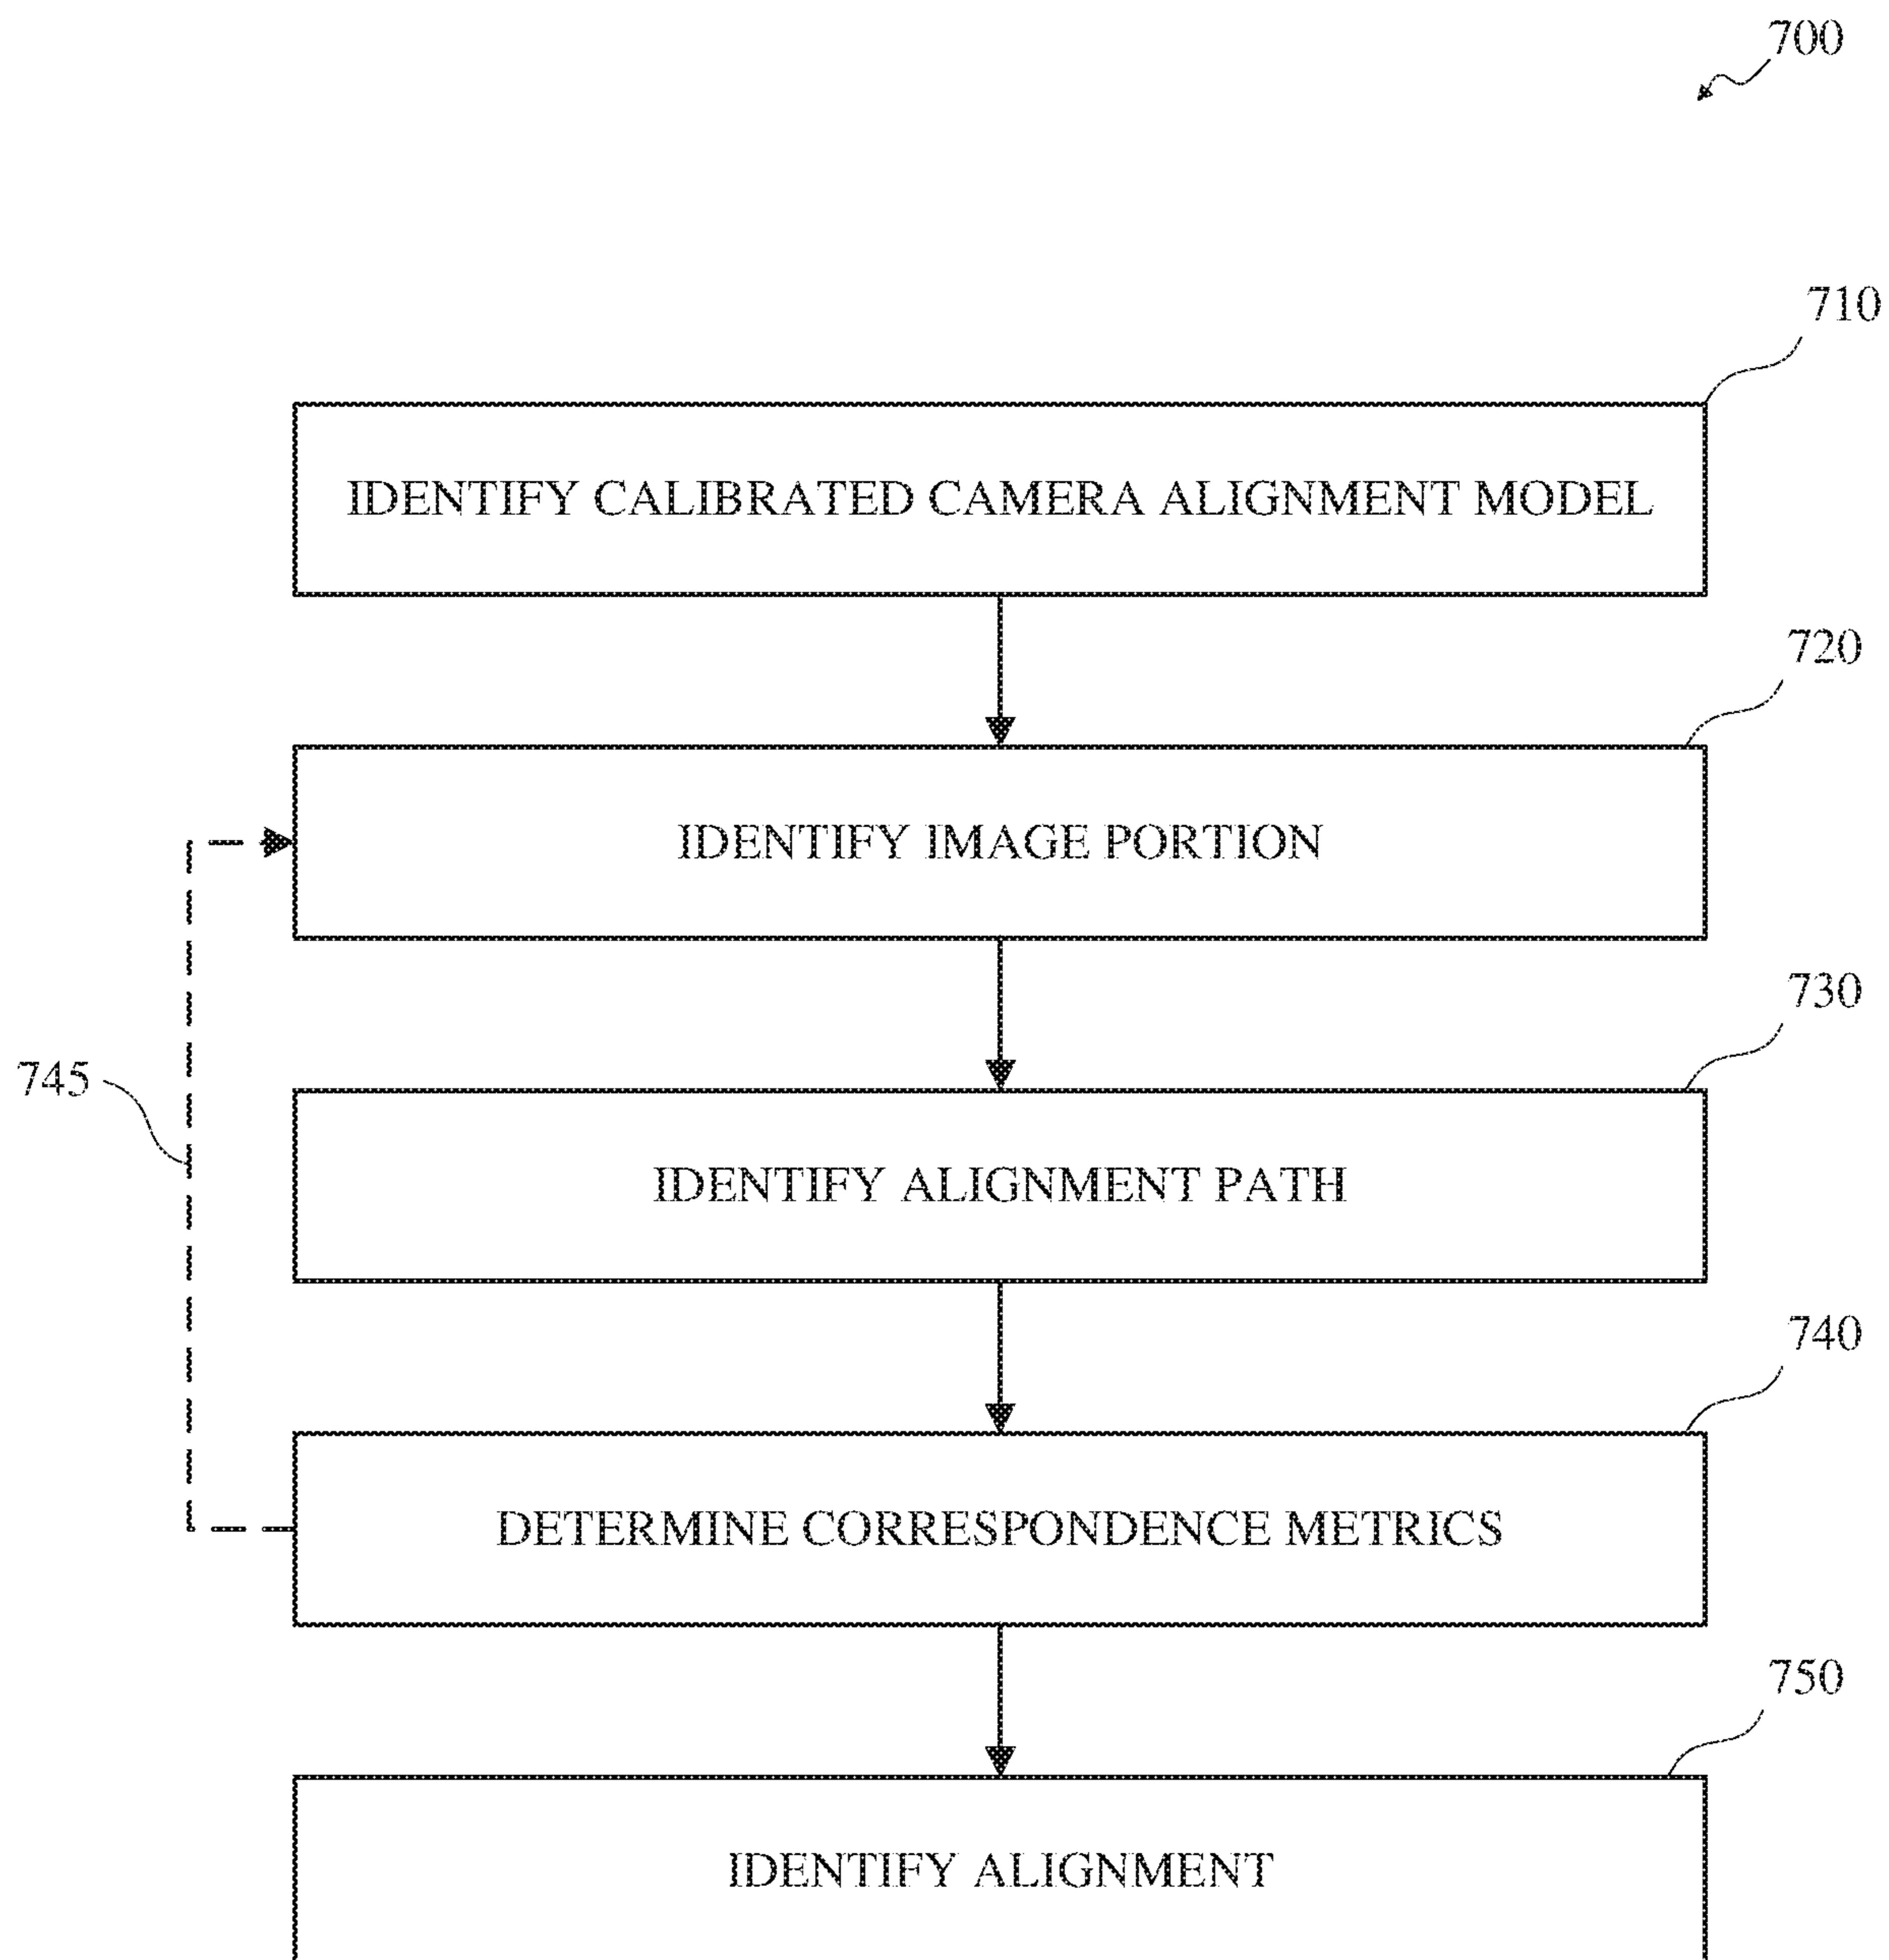 700
710
IDENTIFY CALIBRATED CAMERA ALIGNMENT MODEL
720
IDENTIFY IMAGE PORTION
730
IDENTIFY ALIGNMENT PATH
745
740
DETERMINE CORRESPONDENCE METRICS
750
IDENTIFY ALIGNMENT